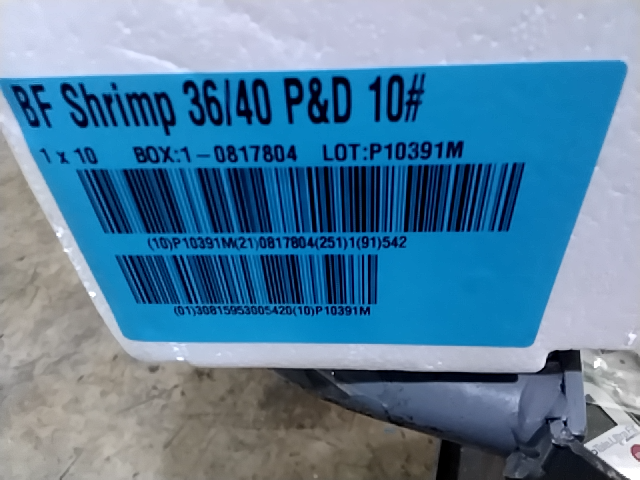 BF Shrimp 36/40 P&D 10#
1 x 10 BOX:1-0817804 LOT:P10391M
(10)P10391M(21)0817804(251)1(91)542
(01)30815953005420(10)P10391M